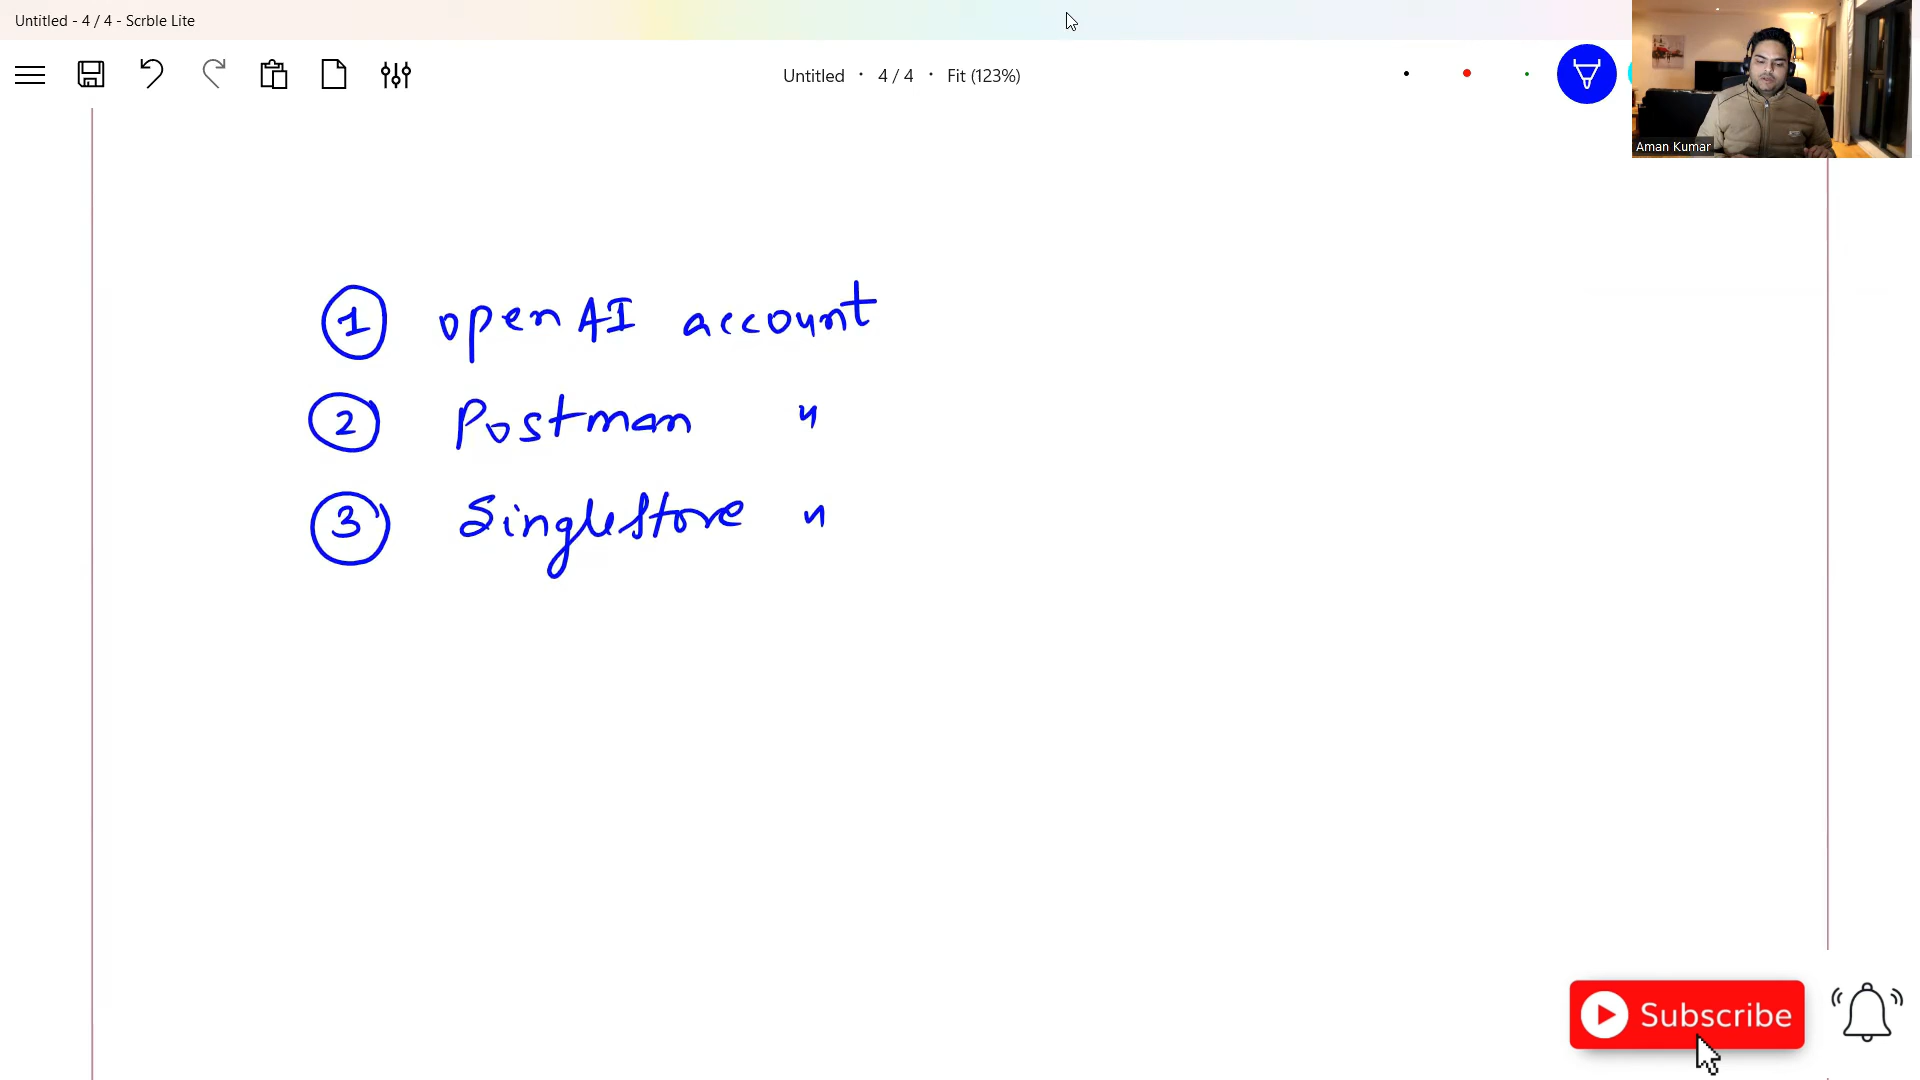 Untitled - 4 / 4 - Scrble Lite
Untitled · 4 / 4 · Fit (123%)
Aman Kumar
1 openAI account
2 Postman "
3 SingleStore "
Subscribe